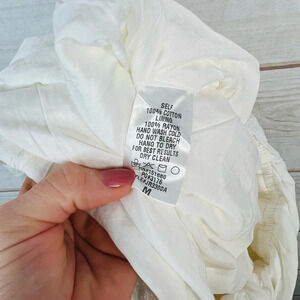 SELF
100% COTTON
LINING
100% RAYON
HAND WASH COLD
DO NOT BLEACH
HANG TO DRY
FOR BEST RESULTS
DRY CLEAN
M